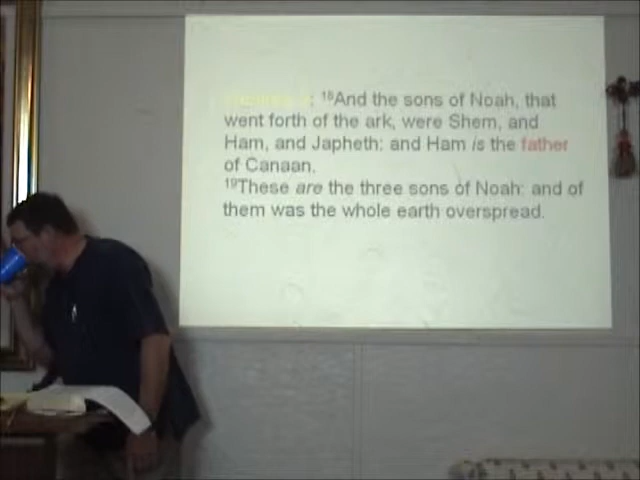 : 18And the sons of Noah, that
went forth of the ark, were Shem, and
Ham, and Japheth: and Ham is the father
of Canaan.
19These are the three sons of Noah: and of
them was the whole earth overspread.